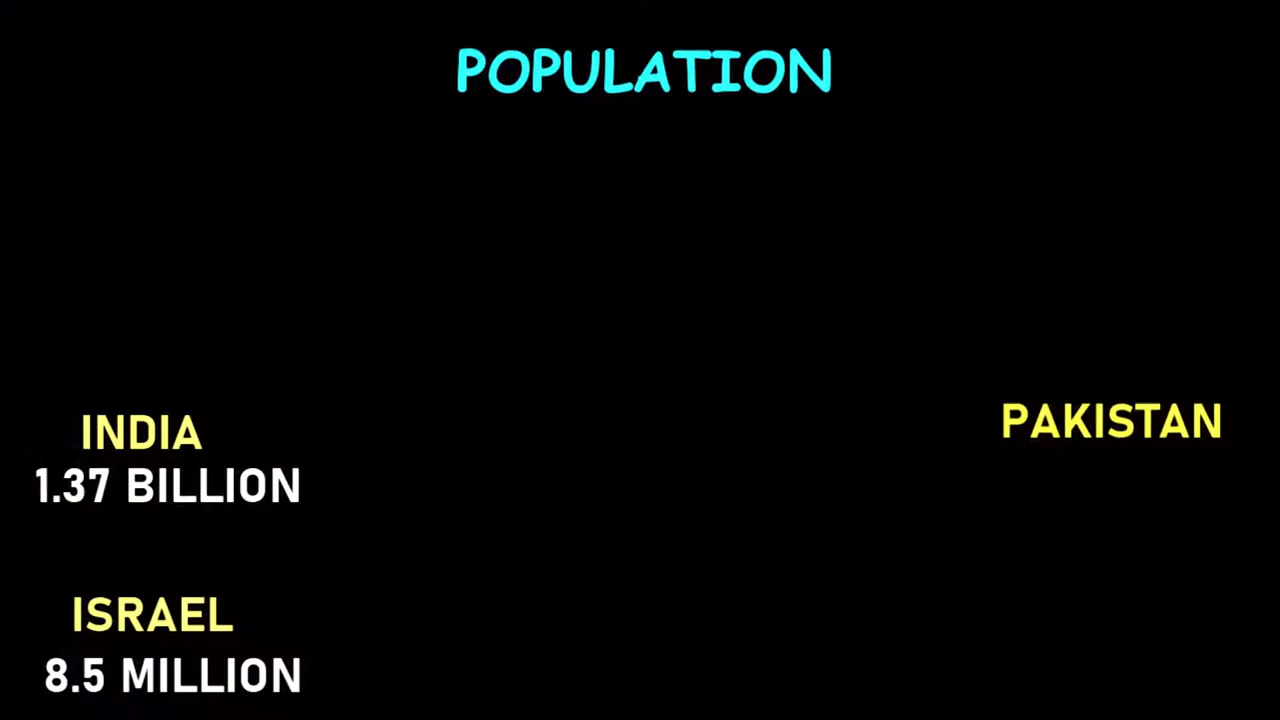 POPULATION
INDIA
1.37 BILLION
PAKISTAN
ISRAEL
8.5 MILLION